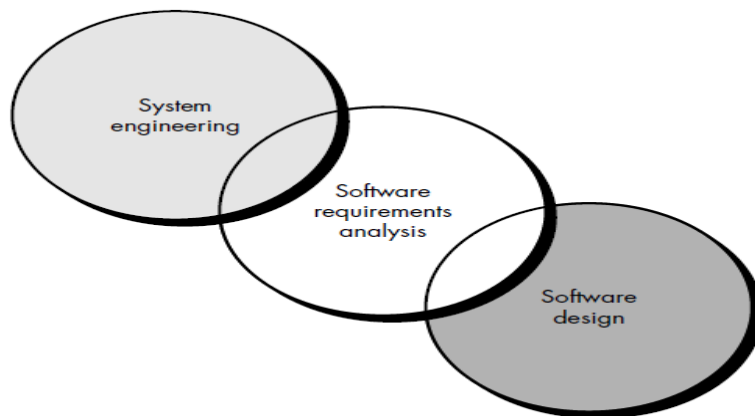 System
engineering
Software
requirements
analysis
Software
design